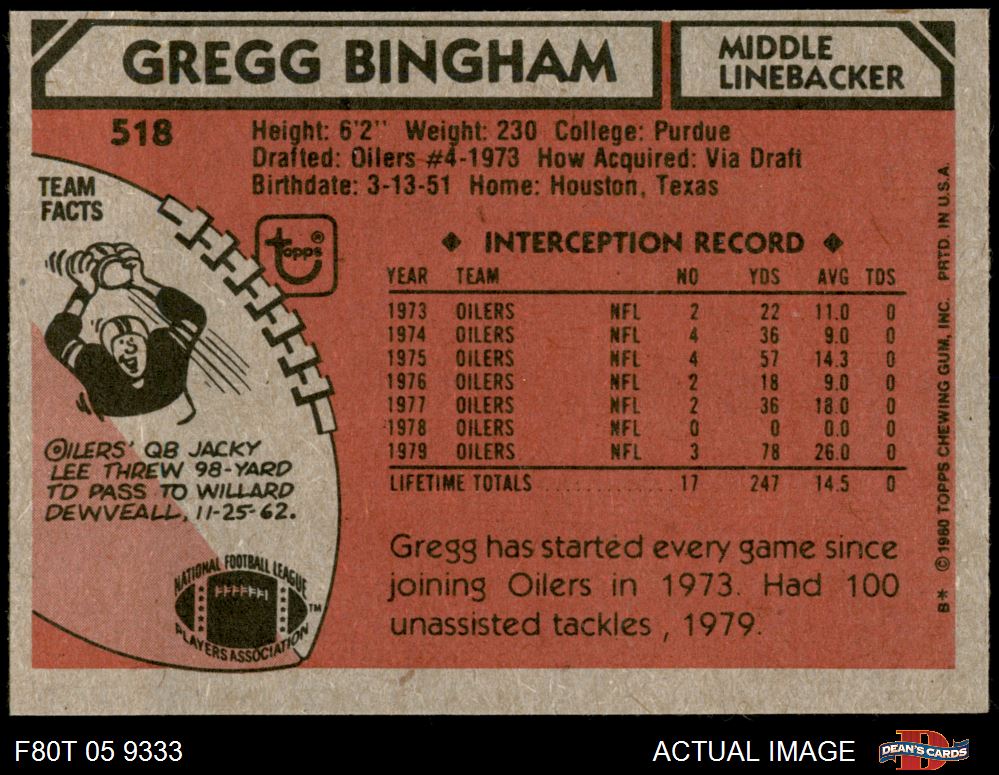 GREGG BINGHAM
MIDDLE
LINEBACKER
518
Height: 6'2" Weight: 230 College: Purdue
Drafted: Oilers #4-1973 How Acquired: Via Draft
Birthdate: 3-13-51 Home: Houston, Texas
TEAM
FACTS
topps®
◆ INTERCEPTION RECORD ◆
YEAR TEAM NO YDS AVG TDS
1973 OILERS NFL 2 22 11.0 0
1974 OILERS NFL 4 36 9.0 0
1975 OILERS NFL 4 57 14.3 0
1976 OILERS NFL 2 18 9.0 0
1977 OILERS NFL 2 36 18.0 0
1978 OILERS NFL 0 0 0.0 0
1979 OILERS NFL 3 78 26.0 0
LIFETIME TOTALS .................... 17 247 14.5 0
OILERS' QB JACKY
LEE THREW 98-YARD
TD PASS TO WILLARD
DEWVEALL, 11-25-62.
NATIONAL FOOTBALL LEAGUE
PLAYERS ASSOCIATION
TM
Gregg has started every game since
joining Oilers in 1973. Had 100
unassisted tackles , 1979.
B* © 1980 TOPPS CHEWING GUM, INC. PRTD. IN U.S.A.
F80T 05 9333
ACTUAL IMAGE
D
DEAN'S CARDS